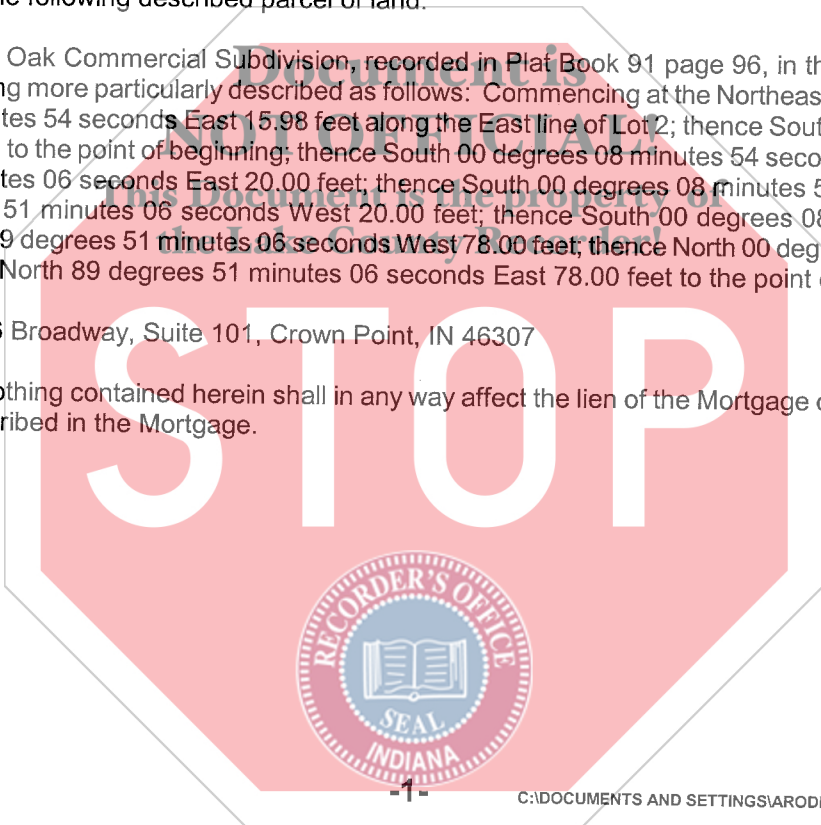 the following described parcel of land:
Oak Commercial Subdivision, recorded in Plat Book 91 page 96, in th
ng more particularly described as follows: Commencing at the Northeas
tes 54 seconds East 15.98 feet along the East line of Lot 2; thence Sout
to the point of beginning; thence South 00 degrees 08 minutes 54 seco
tes 06 seconds East 20.00 feet; thence South 00 degrees 08 minutes 5
51 minutes 06 seconds West 20.00 feet; thence South 00 degrees 08
9 degrees 51 minutes 06 seconds West 78.00 feet; thence North 00 deg
North 89 degrees 51 minutes 06 seconds East 78.00 feet to the point
Broadway, Suite 101, Crown Point, IN 46307
othing contained herein shall in any way affect the lien of the Mortgage
ribed in the Mortgage.
Document is
NOT OFFICIAL!
This Document is the property of
the Lake County Recorder!
STOP
RECORDER'S OFFICE
SEAL
INDIANA
-1-
C:\DOCUMENTS AND SETTINGS\ARODI